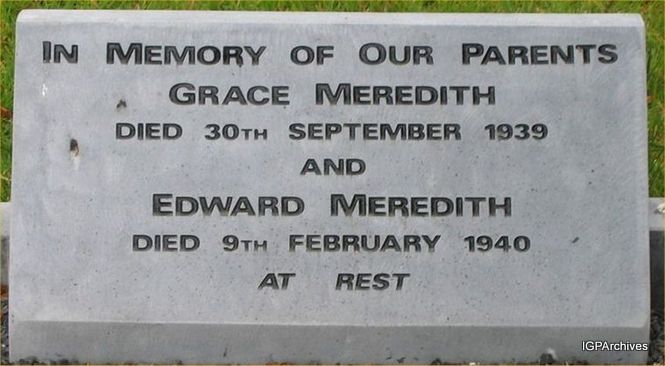 In Memory of Our Parents
Grace Meredith
Died 30th September 1939
and
Edward Meredith
Died 9th February 1940
At Rest
IGPArchives